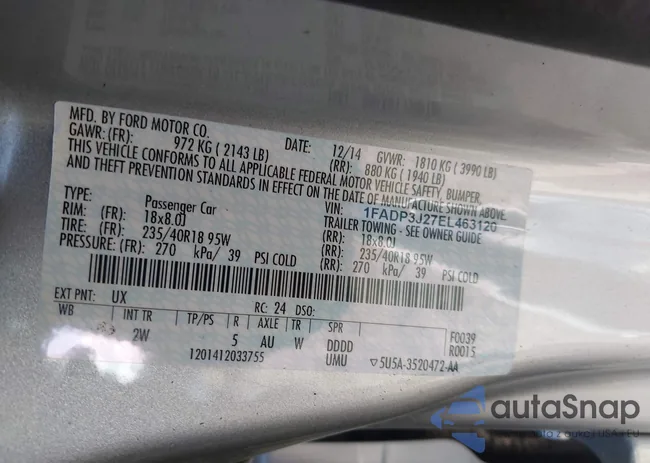 MFD. BY FORD MOTOR CO.
DATE: 12/14 GVWR: 1810 KG ( 3990 LB)
GAWR: (FR): 972 KG ( 2143 LB) (RR): 880 KG ( 1940 LB)
THIS VEHICLE CONFORMS TO ALL APPLICABLE FEDERAL MOTOR VEHICLE SAFETY, BUMPER,
AND THEFT PREVENTION STANDARDS IN EFFECT ON THE DATE OF MANUFACTURE SHOWN ABOVE.
VIN: 1FADP3J27EL463120
TYPE: Passenger Car TRAILER TOWING - SEE OWNER GUIDE
RIM: (FR): 18x8.0J (RR): 18x8.0J
TIRE: (FR): 235/40R18 95W (RR): 235/40R18 95W
PRESSURE: (FR): 270 kPa/ 39 PSI COLD (RR): 270 kPa/ 39 PSI COLD
EXT PNT: UX RC: 24 DSO:
WB INT TR TP/PS R AXLE TR SPR F0039
2W 5 AU W DDDD R0015
1201412033755 UMU ▽5U5A-3520472-AA
autaSnap
auta z aukcji USA i EU